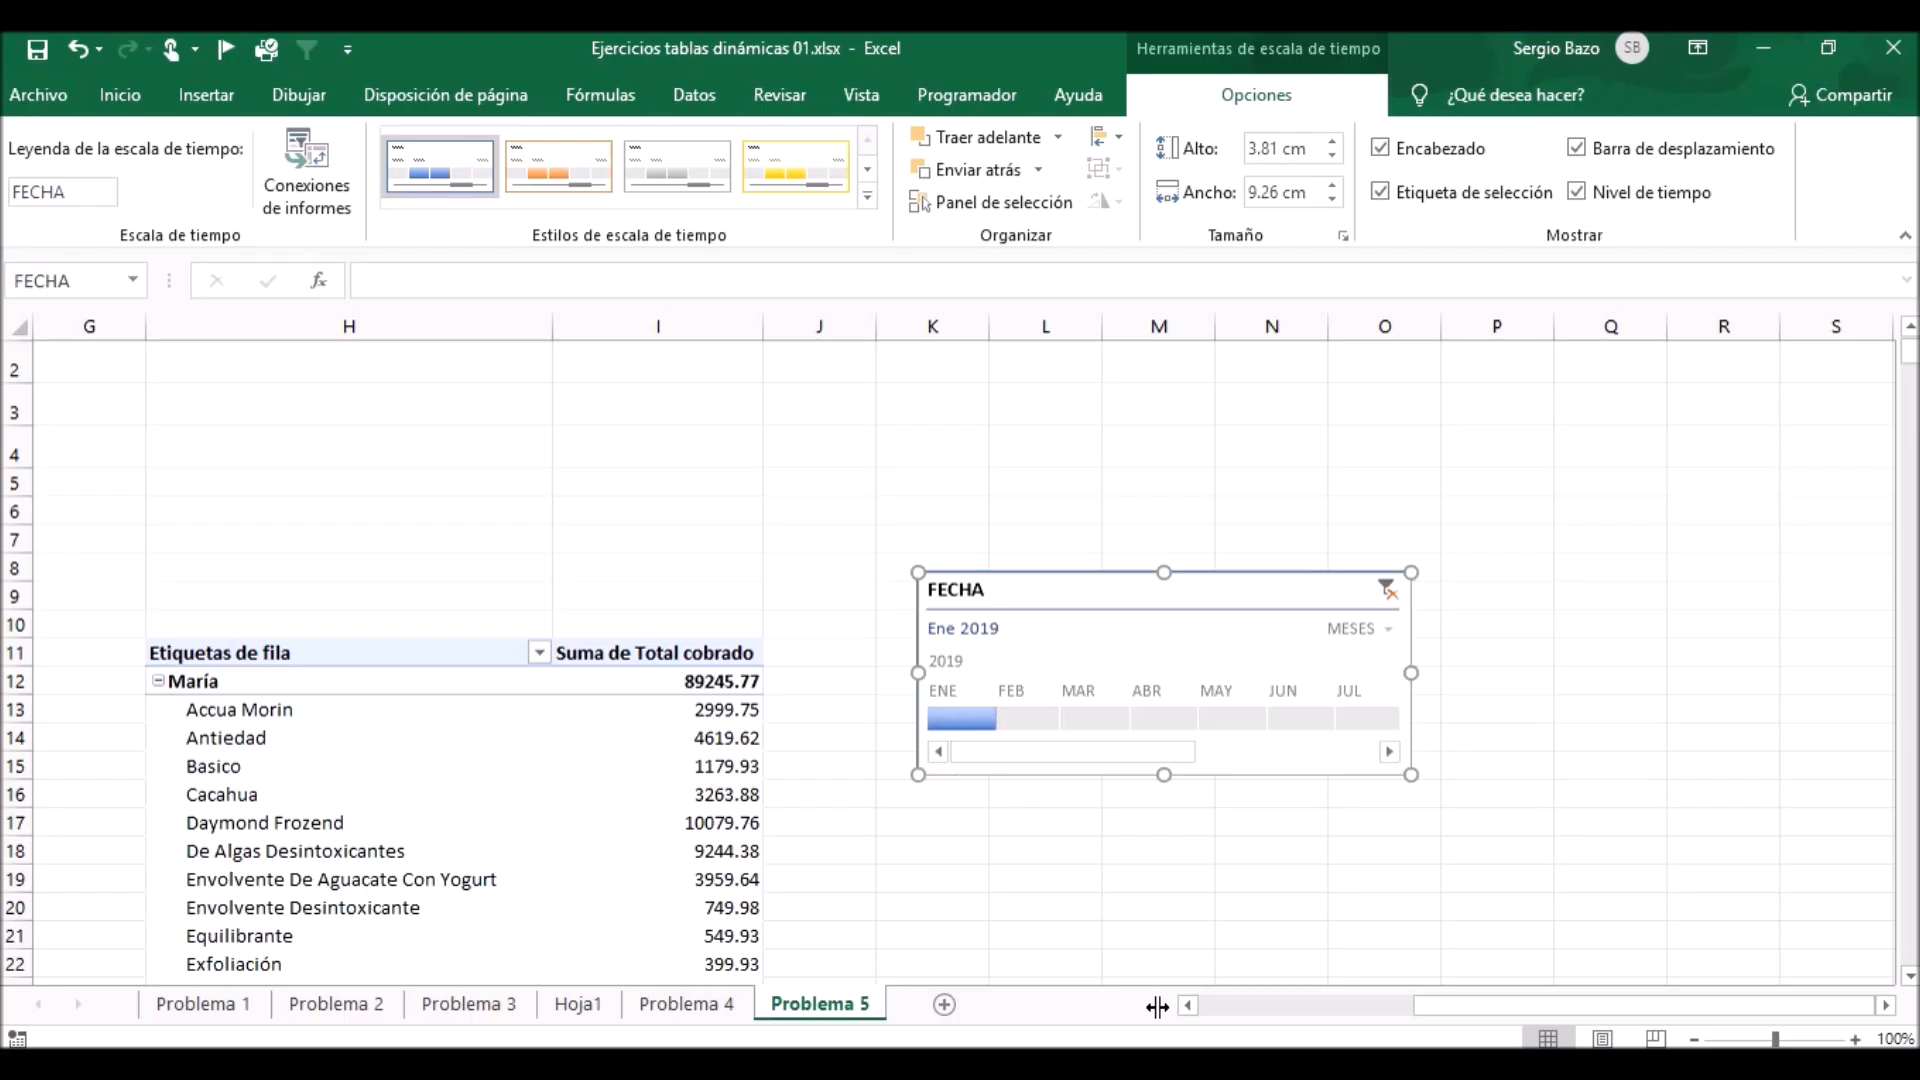 Ejercicios tablas dinámicas 01.xlsx - Excel
Herramientas de escala de tiempo
Sergio Bazo
SB
Archivo
Inicio
Insertar
Dibujar
Disposición de página
Fórmulas
Datos
Revisar
Vista
Programador
Ayuda
Opciones
¿Qué desea hacer?
Compartir
Leyenda de la escala de tiempo:
FECHA
Conexiones
de informes
Escala de tiempo
Estilos de escala de tiempo
Traer adelante
Enviar atrás
Panel de selección
Organizar
Alto:
3.81 cm
Ancho:
9.26 cm
Tamaño
Encabezado
Barra de desplazamiento
Etiqueta de selección
Nivel de tiempo
Mostrar
FECHA
fx
G H I J K L M N O P Q R S
2
3
4
5
6
7
8
9
10
11 Etiquetas de fila Suma de Total cobrado
12 María 89245.77
13 Accua Morin 2999.75
14 Antiedad 4619.62
15 Basico 1179.93
16 Cacahua 3263.88
17 Daymond Frozend 10079.76
18 De Algas Desintoxicantes 9244.38
19 Envolvente De Aguacate Con Yogurt 3959.64
20 Envolvente Desintoxicante 749.98
21 Equilibrante 549.93
22 Exfoliación 399.93
FECHA
Ene 2019
MESES
2019
ENE FEB MAR ABR MAY JUN JUL
Problema 1
Problema 2
Problema 3
Hoja1
Problema 4
Problema 5
100%